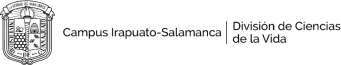 Campus Irapuato-Salamanca
División de Ciencias
de la Vida